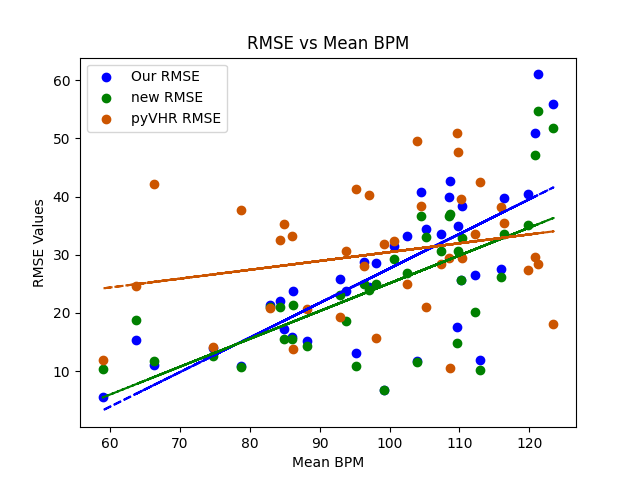 RMSE vs Mean BPM
Our RMSE
new RMSE
pyVHR RMSE
RMSE Values
60
50
40
30
20
10
60 70 80 90 100 110 120
Mean BPM